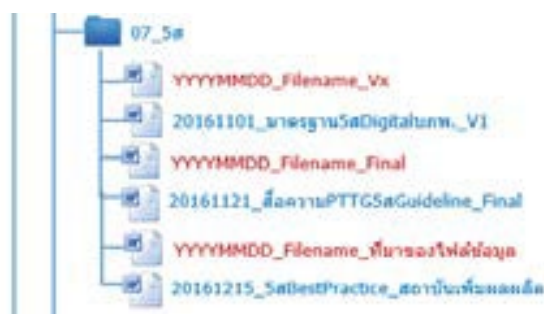 07_5ส
YYYYMMDD_Filename_Vx
20161101_มาตรฐาน5สDigitalบภพ._V1
YYYYMMDD_Filename_Final
20161121_สื่อความPTTG5สGuideline_Final
YYYYMMDD_Filename_ที่มาของไฟล์ข้อมูล
20161215_5สBestPractice_สถาบันเพิ่มผลผลิต